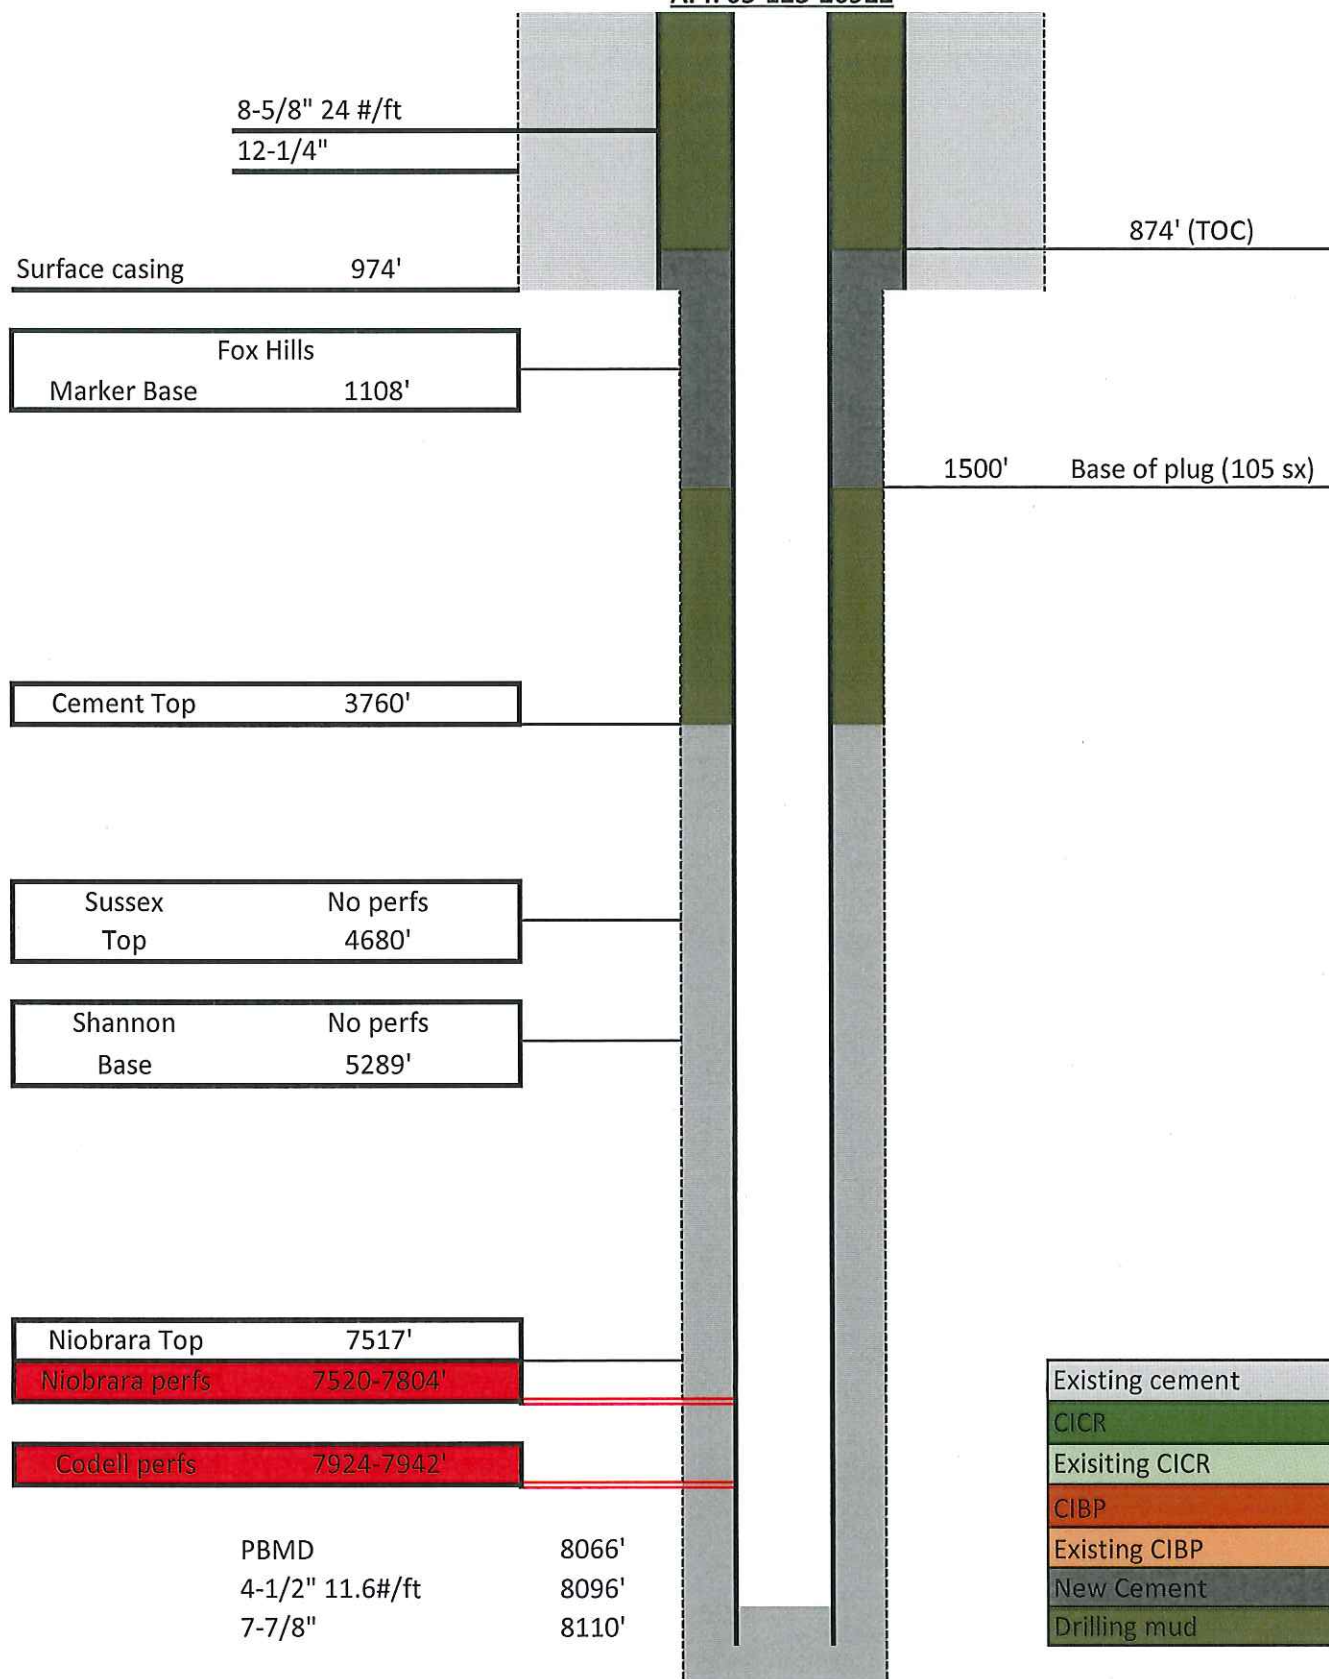 8-5/8" 24 #/ft
12-1/4"
874' (TOC)
Surface casing 974'
Fox Hills
Marker Base 1108'
1500' Base of plug (105 sx)
Cement Top 3760'
Sussex No perfs
Top 4680'
Shannon No perfs
Base 5289'
Niobrara Top 7517'
Niobrara perfs 7520-7804'
Codell perfs 7924-7942'
PBMD 8066'
4-1/2" 11.6#/ft 8096'
7-7/8" 8110'
Existing cement
CICR
Exisiting CICR
CIBP
Existing CIBP
New Cement
Drilling mud